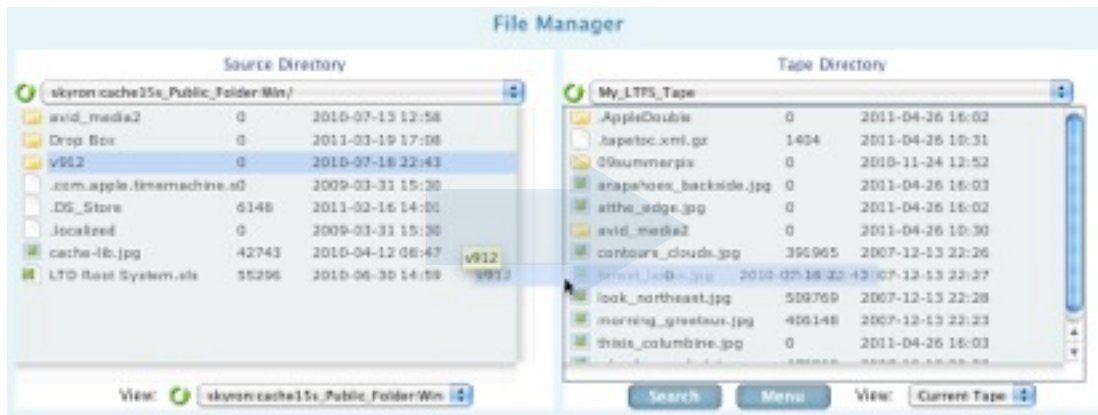 File Manager
Source Directory
skyron:cache15s_Public_Folder:Win/
avid_media2 0 2010-07-13 12:58
Drop Box 0 2011-03-19 17:08
v912 0 2010-07-18 22:43
.com.apple.timemachine.s0 2009-03-31 15:30
.DS_Store 6148 2011-02-16 14:01
.localized 0 2009-03-31 15:30
cache-lib.jpg 42743 2010-04-12 08:47
LTO Root System.xls 55296 2010-06-30 14:59
v912
v912
View: skyron:cache15s_Public_Folder:Win
Tape Directory
My_LTFS_Tape
.AppleDouble 0 2011-04-26 16:02
.tapetoc.xml.gz 1404 2011-04-26 10:31
09summerpix 0 2010-11-24 12:52
arapahoes_backside.jpg 0 2011-04-26 16:03
atthe_edge.jpg 0 2011-04-26 16:02
avid_media2 0 2011-04-26 10:30
contours_clouds.jpg 391965 2007-12-13 22:26
0 2010-07-18 22:43 07-12-13 22:27
look_northeast.jpg 509769 2007-12-13 22:28
morning_greetsus.jpg 406148 2007-12-13 22:23
thisis_columbine.jpg 0 2011-04-26 16:03
Search Menu View: Current Tape